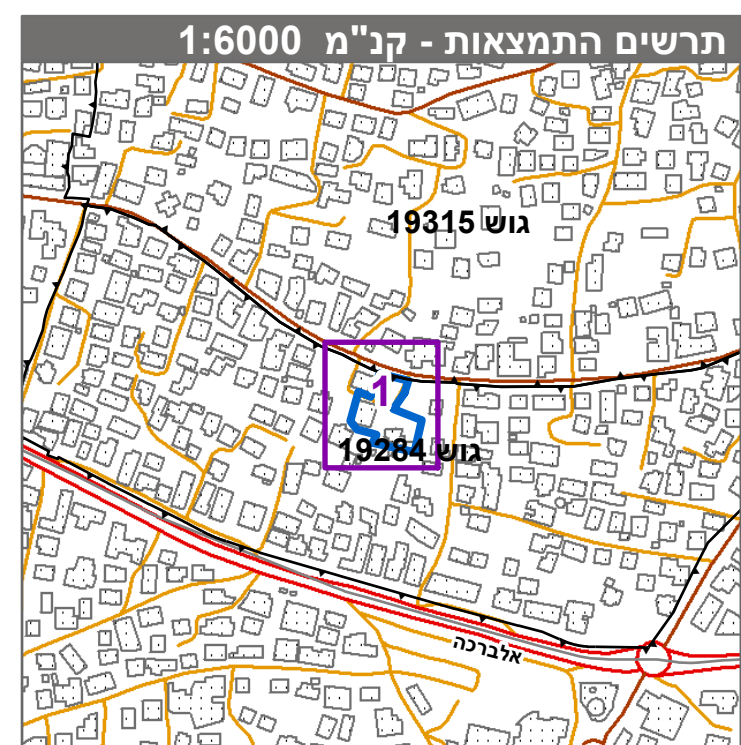 תרשים התמצאות - קנ"מ 1:6000
גוש 19315
1
גוש 19284
אלברכה